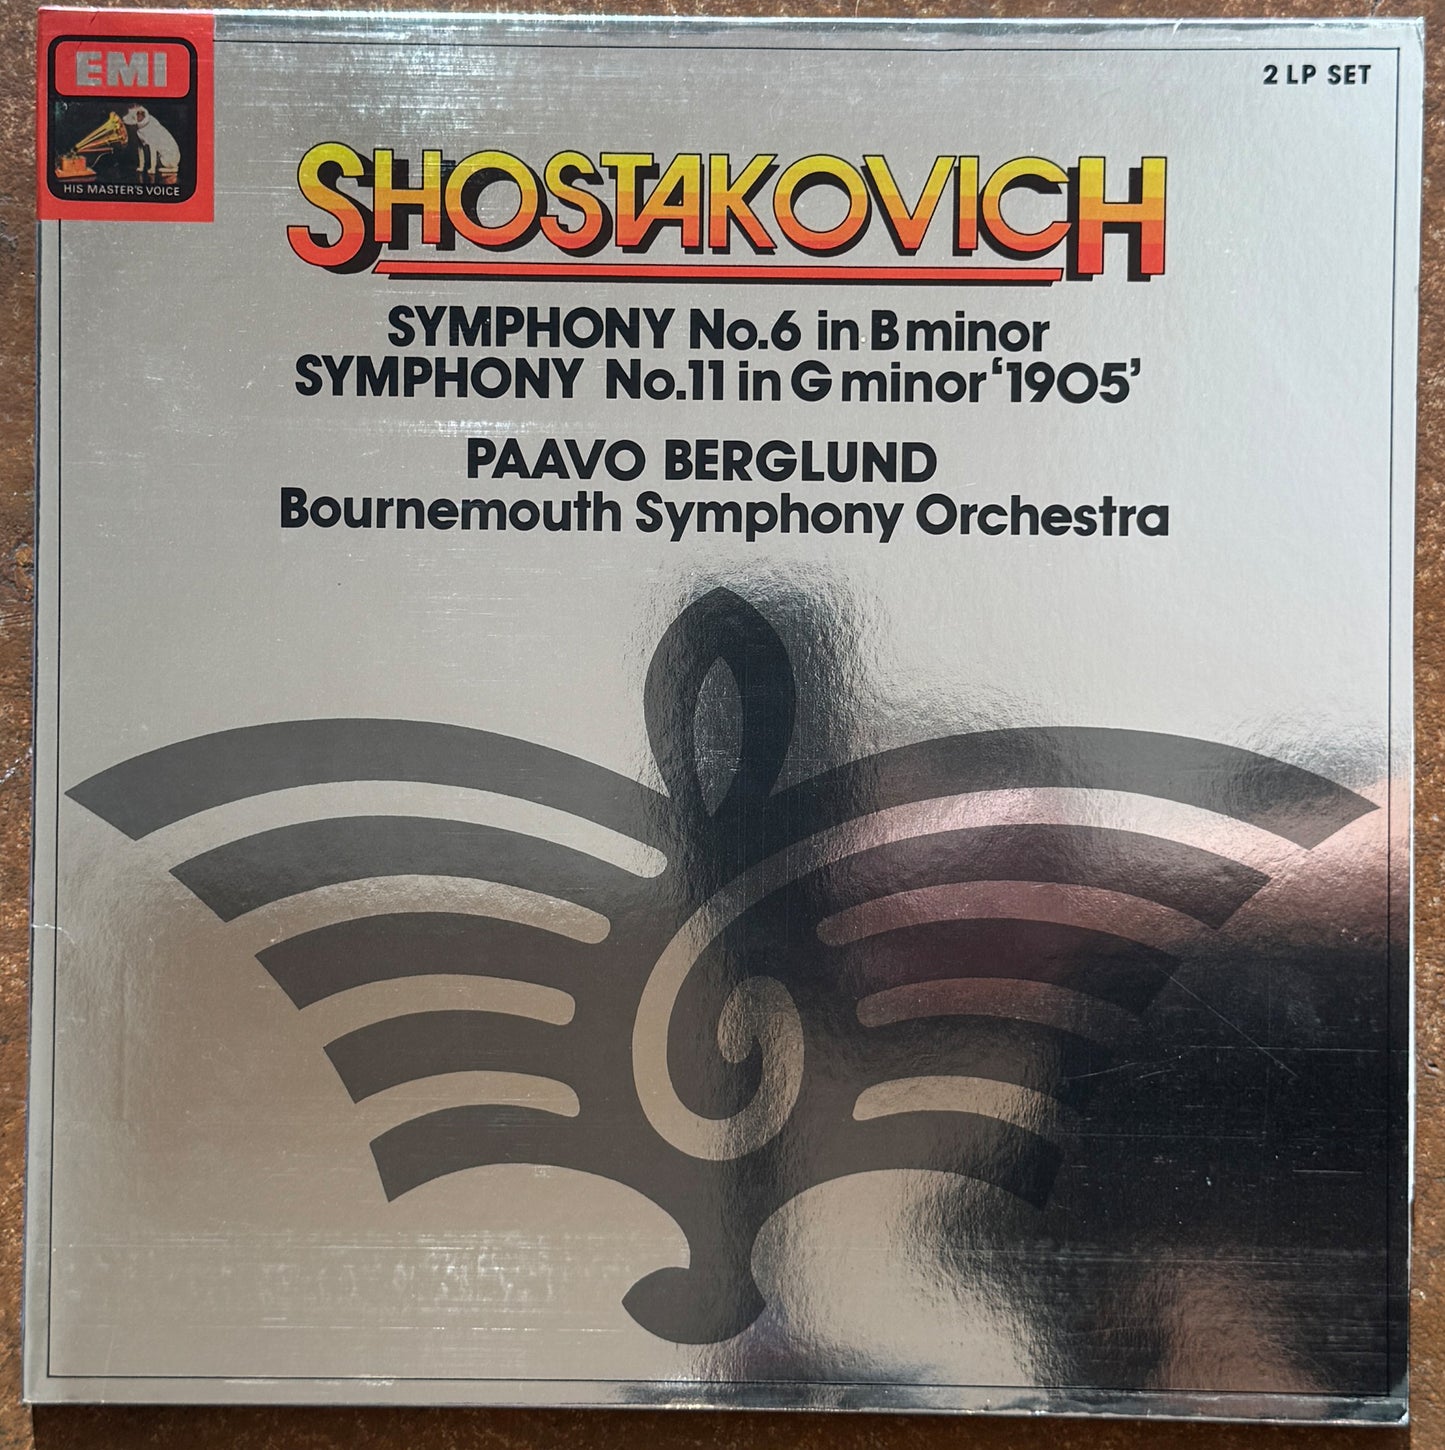 EMI
HIS MASTER'S VOICE
2 LP SET
SHOSTAKOVICH
SYMPHONY No.6 in B minor
SYMPHONY No.11 in G minor ‘1905’
PAAVO BERGLUND
Bournemouth Symphony Orchestra